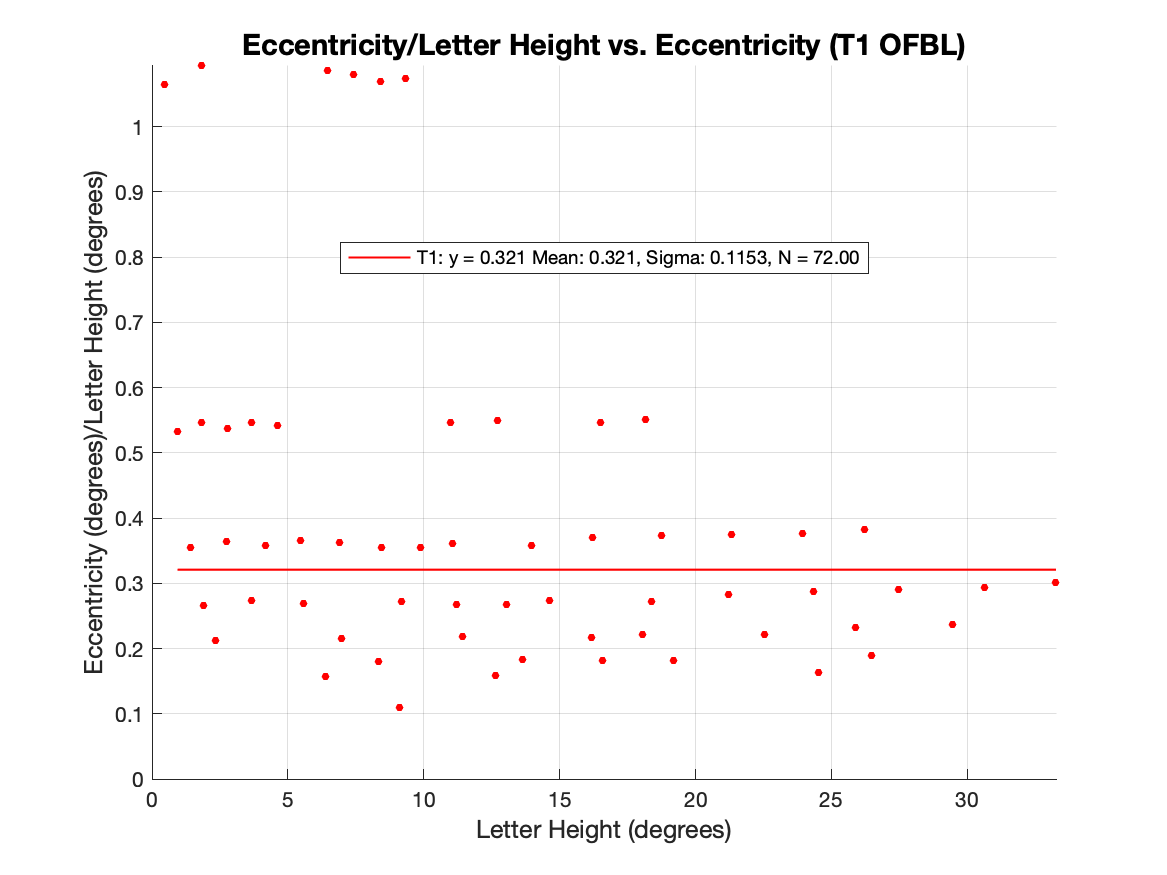 Eccentricity/Letter Height vs. Eccentricity (T1 OFBL)
Eccentricity (degrees)/Letter Height (degrees)
1
0.9
0.8
0.7
0.6
0.5
0.4
0.3
0.2
0.1
0
T1: y = 0.321 Mean: 0.321, Sigma: 0.1153, N = 72.00
0 5 10 15 20 25 30
Letter Height (degrees)